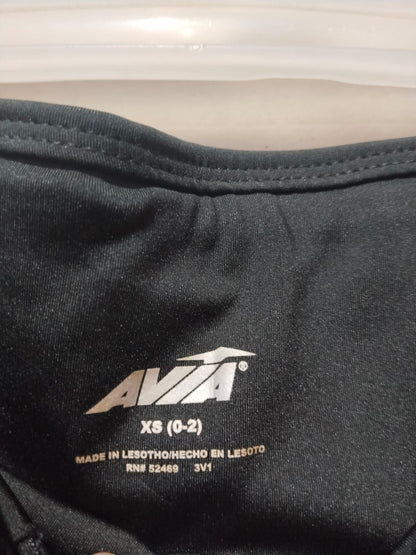 AVIA®
XS (0-2)
MADE IN LESOTHO/HECHO EN LESOTO
RN# 52469 3V1